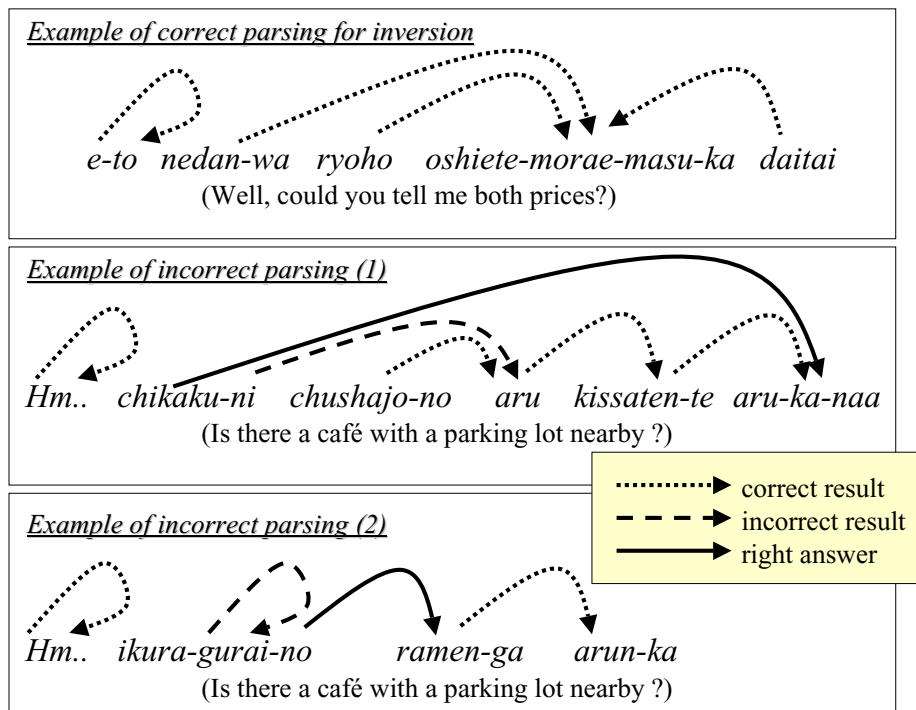 Example of correct parsing for inversion
e-to nedan-wa ryoho oshiete-morae-masu-ka daitai
(Well, could you tell me both prices?)
Example of incorrect parsing (1)
Hm.. chikaku-ni chushajo-no aru kissaten-te aru-ka-naa
(Is there a café with a parking lot nearby ?)
correct result
incorrect result
right answer
Example of incorrect parsing (2)
Hm.. ikura-gurai-no ramen-ga arun-ka
(Is there a café with a parking lot nearby ?)